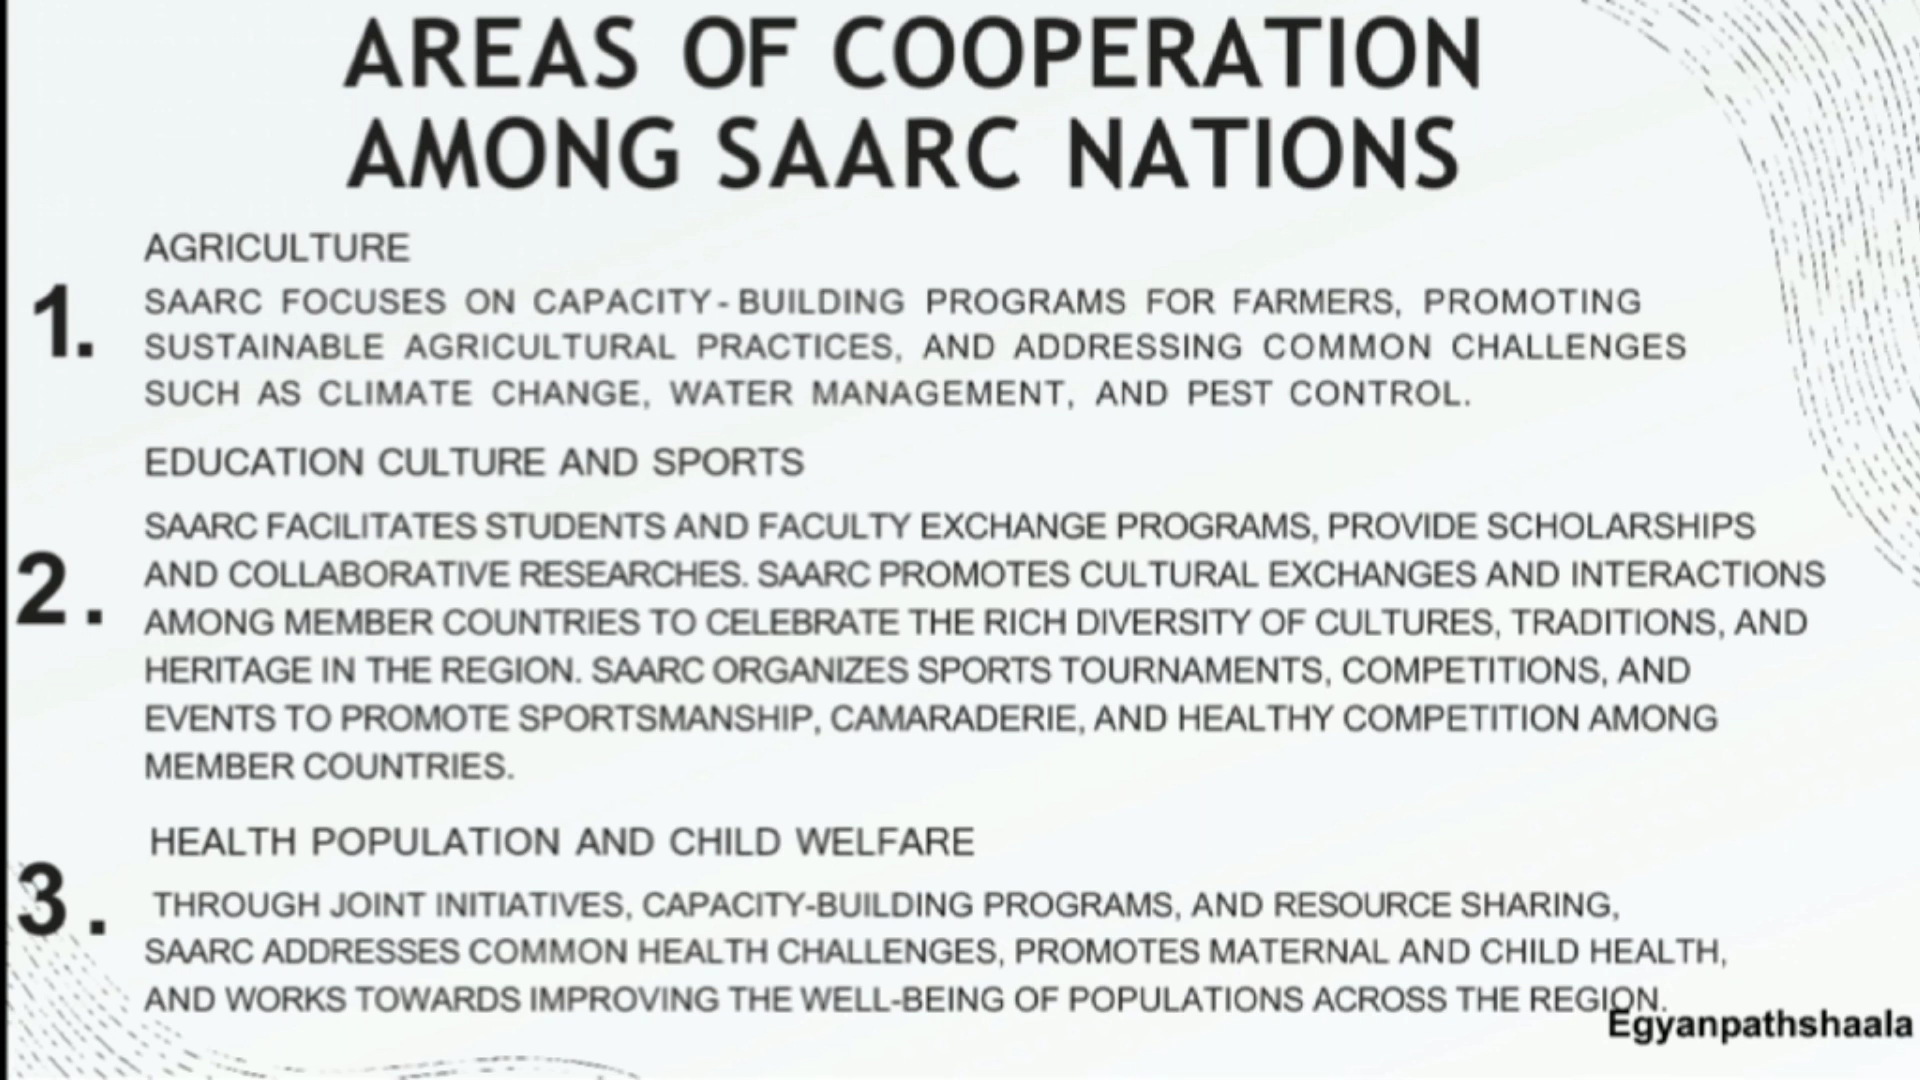 AREAS OF COOPERATION
AMONG SAARC NATIONS
AGRICULTURE
1.
SAARC FOCUSES ON CAPACITY-BUILDING PROGRAMS FOR FARMERS, PROMOTING
SUSTAINABLE AGRICULTURAL PRACTICES, AND ADDRESSING COMMON CHALLENGES
SUCH AS CLIMATE CHANGE, WATER MANAGEMENT, AND PEST CONTROL.
EDUCATION CULTURE AND SPORTS
2.
SAARC FACILITATES STUDENTS AND FACULTY EXCHANGE PROGRAMS, PROVIDE SCHOLARSHIPS
AND COLLABORATIVE RESEARCHES. SAARC PROMOTES CULTURAL EXCHANGES AND INTERACTIONS
AMONG MEMBER COUNTRIES TO CELEBRATE THE RICH DIVERSITY OF CULTURES, TRADITIONS, AND
HERITAGE IN THE REGION. SAARC ORGANIZES SPORTS TOURNAMENTS, COMPETITIONS, AND
EVENTS TO PROMOTE SPORTSMANSHIP, CAMARADERIE, AND HEALTHY COMPETITION AMONG
MEMBER COUNTRIES.
HEALTH POPULATION AND CHILD WELFARE
3.
THROUGH JOINT INITIATIVES, CAPACITY-BUILDING PROGRAMS, AND RESOURCE SHARING,
SAARC ADDRESSES COMMON HEALTH CHALLENGES, PROMOTES MATERNAL AND CHILD HEALTH,
AND WORKS TOWARDS IMPROVING THE WELL-BEING OF POPULATIONS ACROSS THE REGION.
Egyanpathshaala